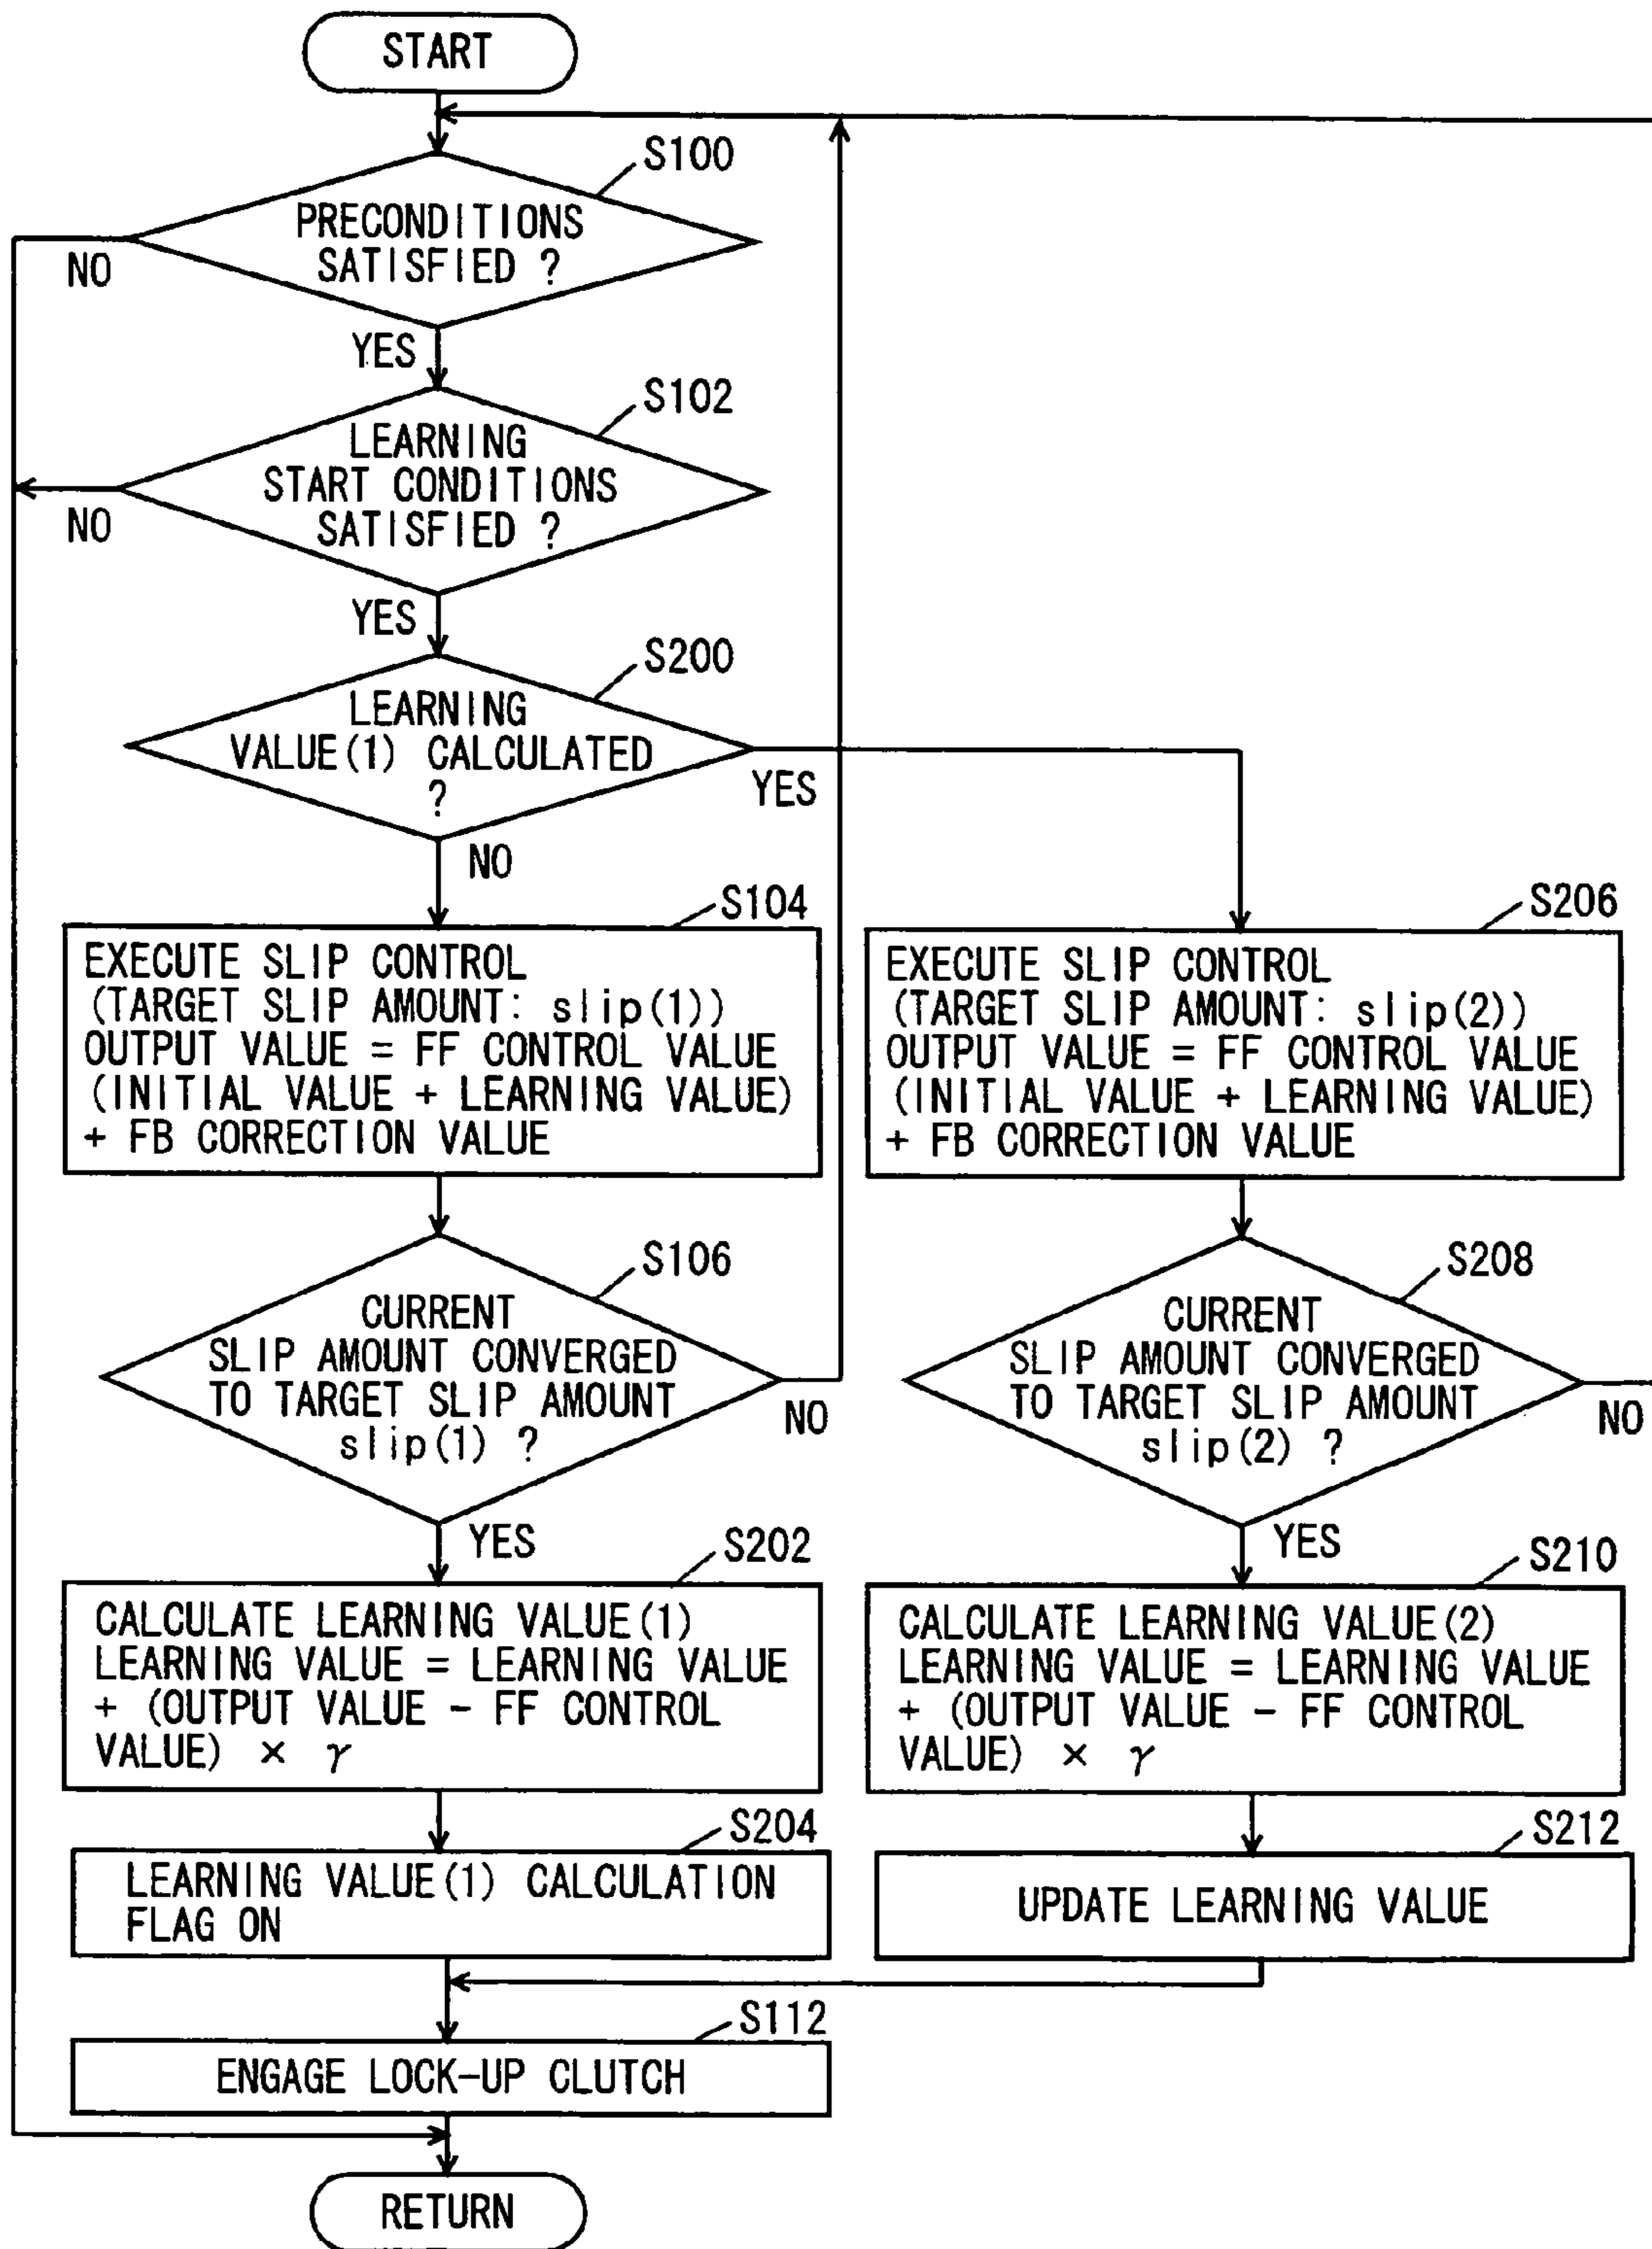 START
S100
PRECONDITIONS
SATISFIED ?
NO
YES
S102
LEARNING
START CONDITIONS
SATISFIED ?
NO
YES
S200
LEARNING
VALUE(1) CALCULATED
?
YES
NO
S104
EXECUTE SLIP CONTROL
(TARGET SLIP AMOUNT: slip(1))
OUTPUT VALUE = FF CONTROL VALUE
(INITIAL VALUE + LEARNING VALUE)
+ FB CORRECTION VALUE
S206
EXECUTE SLIP CONTROL
(TARGET SLIP AMOUNT: slip(2))
OUTPUT VALUE = FF CONTROL VALUE
(INITIAL VALUE + LEARNING VALUE)
+ FB CORRECTION VALUE
S106
CURRENT
SLIP AMOUNT CONVERGED
TO TARGET SLIP AMOUNT
slip(1) ?
NO
YES
S208
CURRENT
SLIP AMOUNT CONVERGED
TO TARGET SLIP AMOUNT
slip(2) ?
NO
YES
S202
CALCULATE LEARNING VALUE(1)
LEARNING VALUE = LEARNING VALUE
+ (OUTPUT VALUE - FF CONTROL
VALUE) × γ
S210
CALCULATE LEARNING VALUE(2)
LEARNING VALUE = LEARNING VALUE
+ (OUTPUT VALUE - FF CONTROL
VALUE) × γ
S204
LEARNING VALUE(1) CALCULATION
FLAG ON
S212
UPDATE LEARNING VALUE
S112
ENGAGE LOCK-UP CLUTCH
RETURN